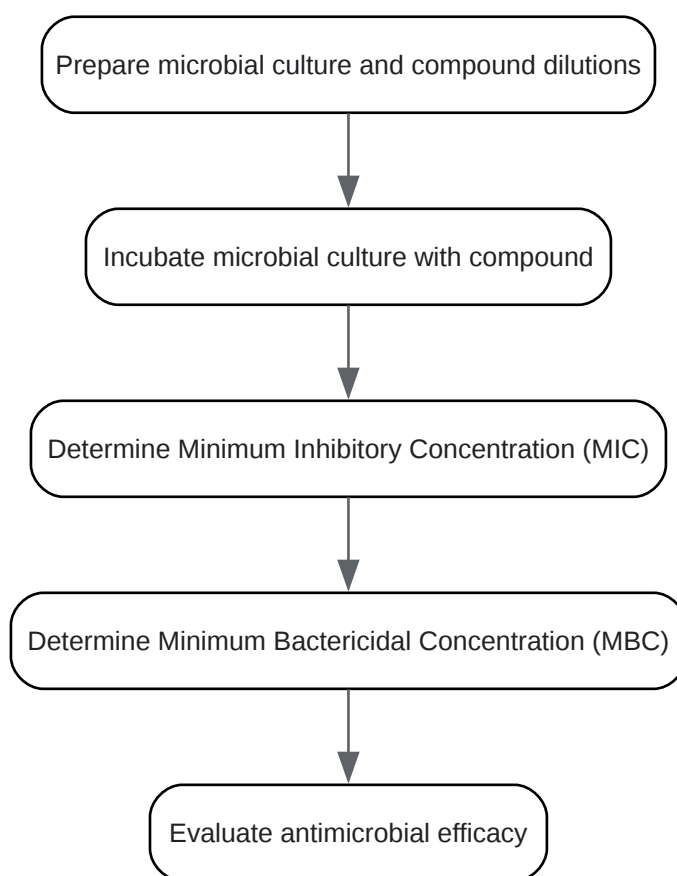 Prepare microbial culture and compound dilutions
Incubate microbial culture with compound
Determine Minimum Inhibitory Concentration (MIC)
Determine Minimum Bactericidal Concentration (MBC)
Evaluate antimicrobial efficacy